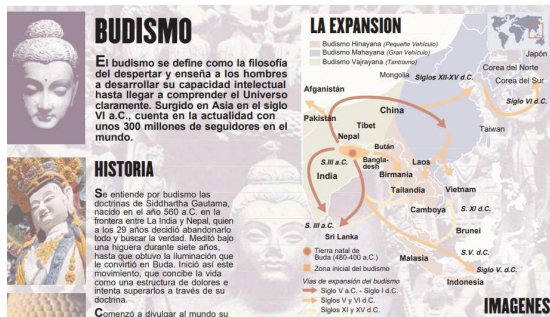 BUDISMO
El budismo se define como la filosofía
del despertar y enseña a los hombres
a desarrollar su capacidad intelectual
hasta llegar a comprender el Universo
claramente. Surgido en Asia en el siglo
VI a.C., cuenta en la actualidad con
unos 300 millones de seguidores en el
mundo.
HISTORIA
Se entiende por budismo las
doctrinas de Siddhartha Gautama,
nacido en el año 560 a.C. en la
frontera entre La India y Nepal, quien
a los 29 años decidió abandonarlo
todo y buscar la verdad. Meditó bajo
una higuera durante siete años,
hasta que obtuvo la iluminación que
le convirtió en Buda. Inició así este
movimiento, que concibe la vida
como una estructura de dolores e
intenta superarlos a través de su
doctrina.
Comenzó a divulgar al mundo su
LA EXPANSION
Budismo Hinayana (Pequeño Vehículo)
Budismo Mahayana (Gran Vehículo)
Budismo Vajrayana (Tantrismo)
Japón
Mongolia
Siglos XII-XV d.C.
Corea del Norte
Corea del Sur
Afganistán
Siglo VI d.C.
China
Pakistán
Tíbet
Taiwan
Nepal
Bután
S.III a.C.
Bangla-
desh
Laos
India
Birmania
Tailandia
Vietnam
Camboya
S. XI d.C.
S. III a.C.
Sri Lanka
Brunei
Tierra natal de
Buda (480-400 a.C.)
S.V. d.C.
Malasia
Zona inicial del budismo
Siglo V. d.C.
Indonesia
Vías de expansión del budismo
Siglo V a.C. - Siglo I d.C.
Siglos V y VI d.C.
Siglos XI y XV d.C.
IMAGENES